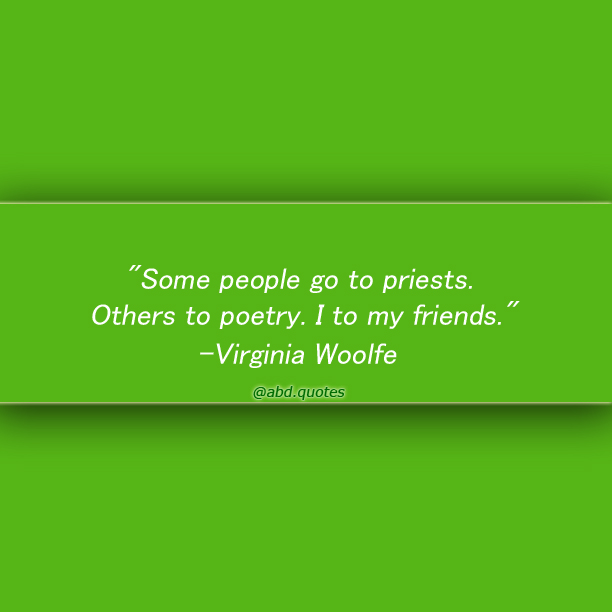 "Some people go to priests.
Others to poetry. I to my friends."
-Virginia Woolfe
@abd.quotes